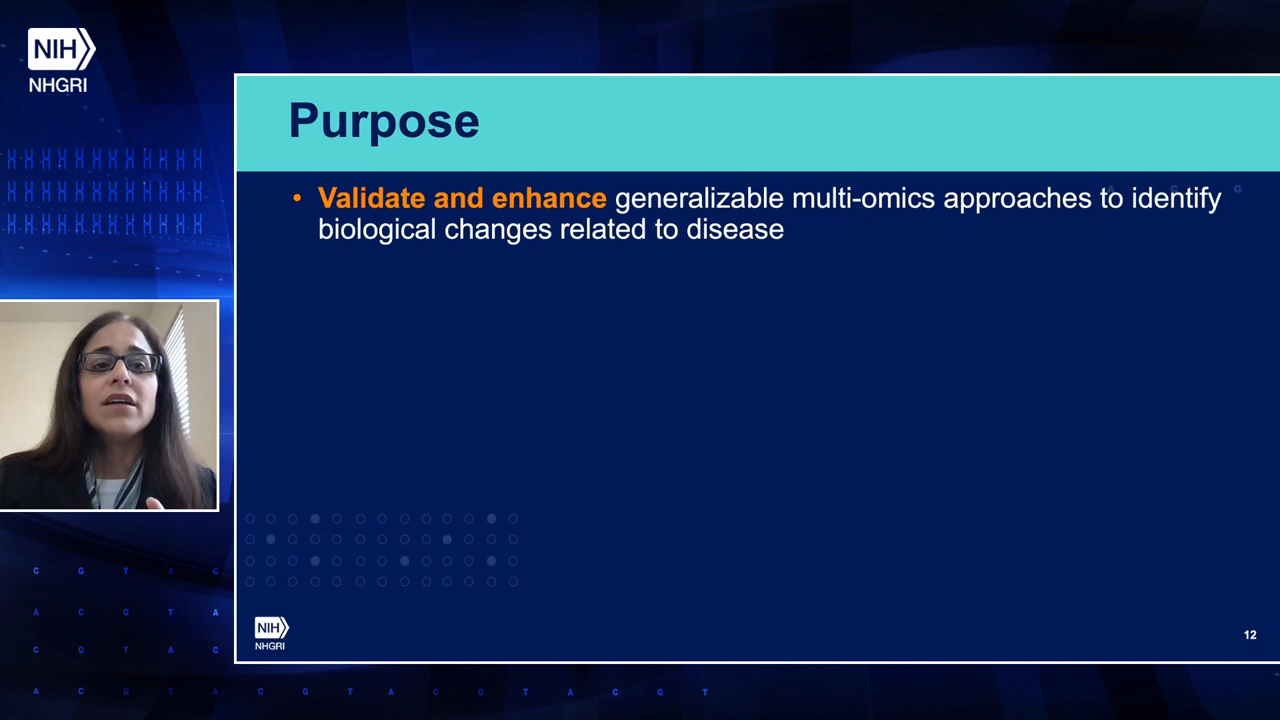 NIH
NHGRI
Purpose
• Validate and enhance generalizable multi-omics approaches to identify
biological changes related to disease
C G T A C
A C G T A
C G T A C
NIH
NHGRI
12
A C G T A C G T A C G T A C G T